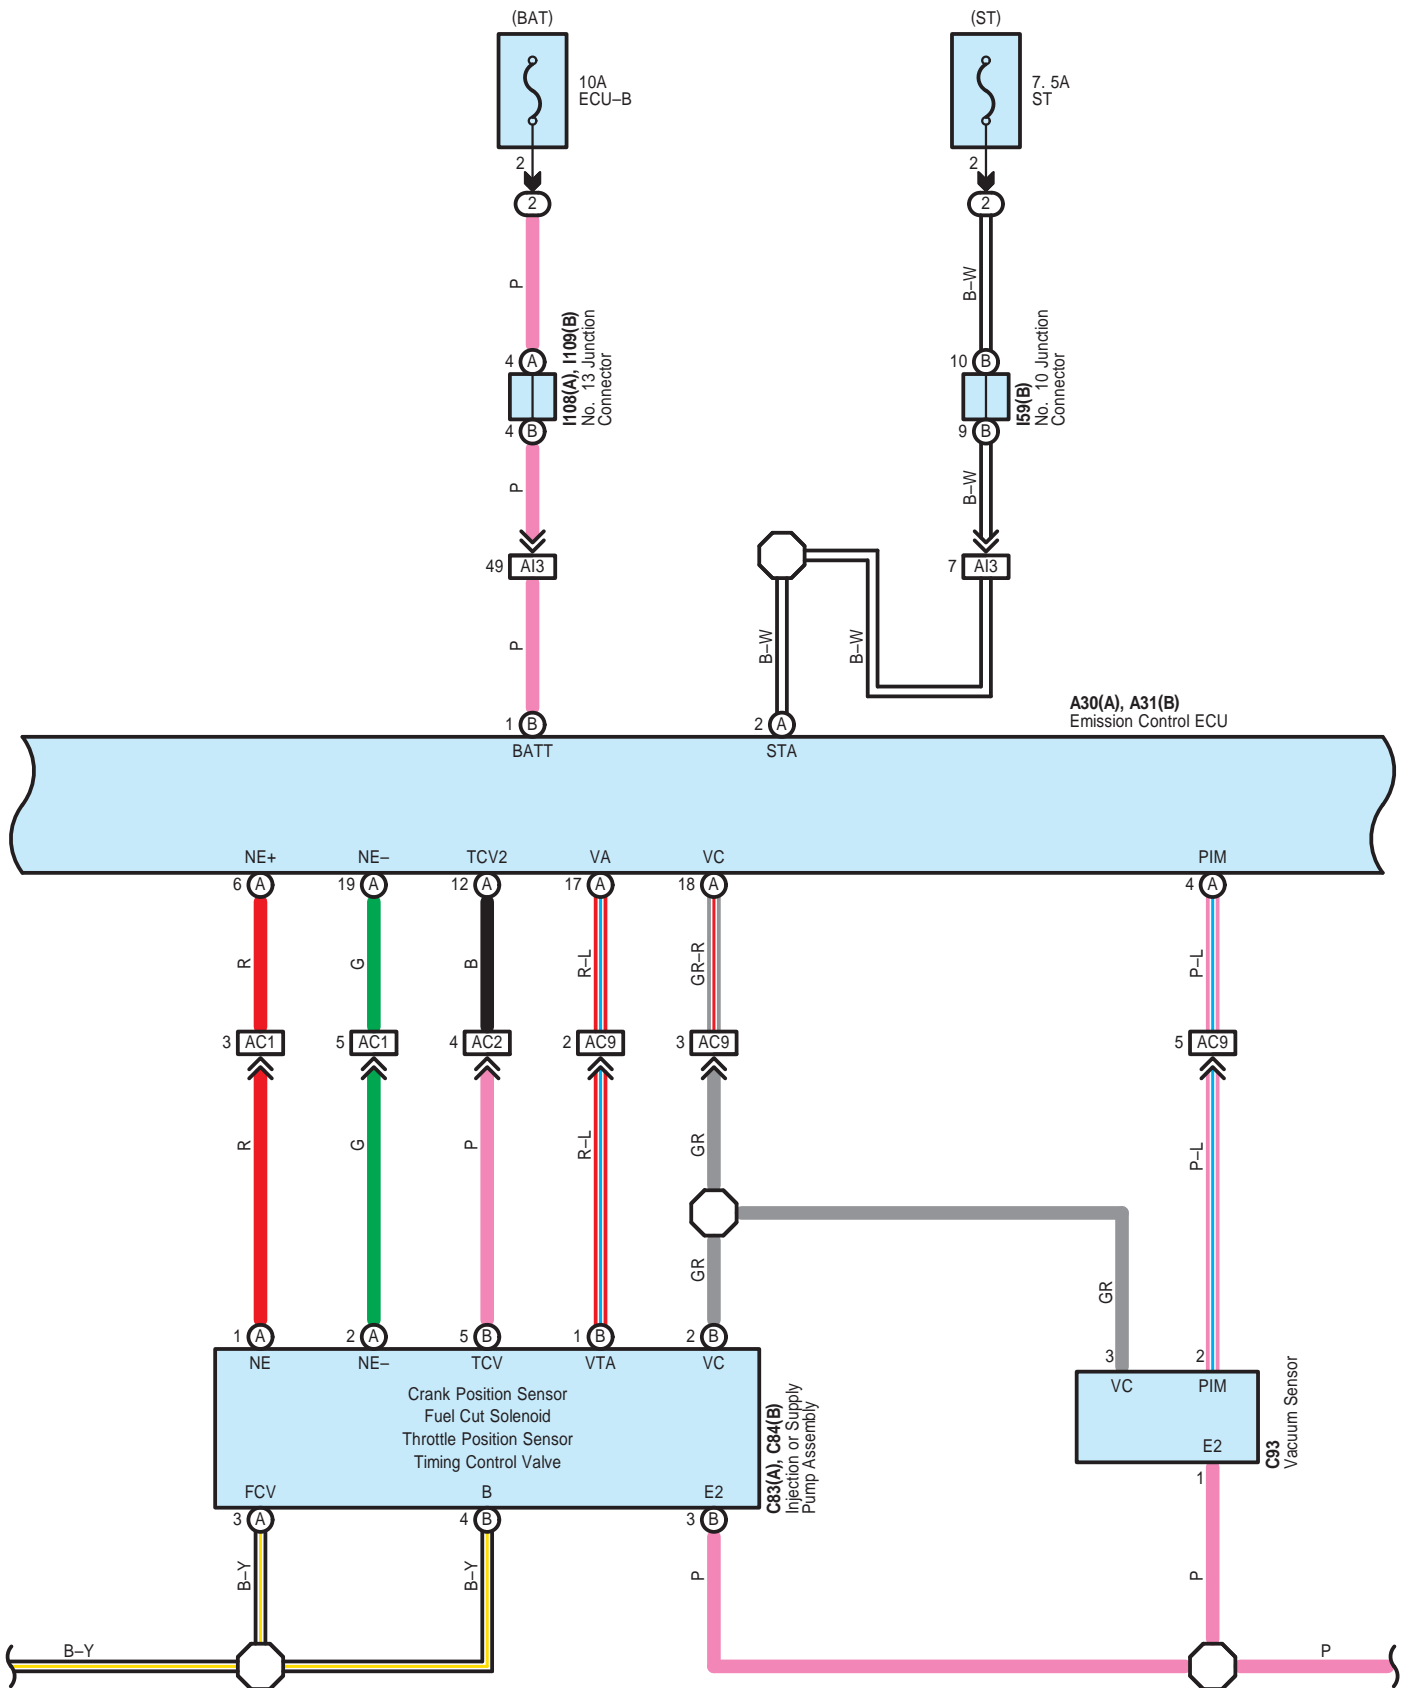 (BAT)
(ST)
10A
ECU–B
7. 5A
ST
2
2
2
2
P
B–W
4 A
10 B
I108(A), I109(B)
No. 13 Junction
Connector
I59(B)
No. 10 Junction
Connector
4 B
9 B
P
B–W
49 AI3
7 AI3
P
B–W
B–W
A30(A), A31(B)
Emission Control ECU
1 B
2 A
BATT
STA
NE+
NE–
TCV2
VA
VC
PIM
6 A
19 A
12 A
17 A
18 A
4 A
R
G
B
R–L
GR–R
P–L
3 AC1
5 AC1
4 AC2
2 AC9
3 AC9
5 AC9
R
G
P
R–L
GR
P–L
GR
GR
1 A
2 A
5 B
1 B
2 B
3
2
NE
NE–
TCV
VTA
VC
VC
PIM
Crank Position Sensor
Fuel Cut Solenoid
Throttle Position Sensor
Timing Control Valve
C83(A), C84(B)
Injection or Supply
Pump Assembly
E2
C93
Vacuum Sensor
FCV
B
E2
1
3 A
4 B
3 B
B–Y
B–Y
P
P
B–Y
P